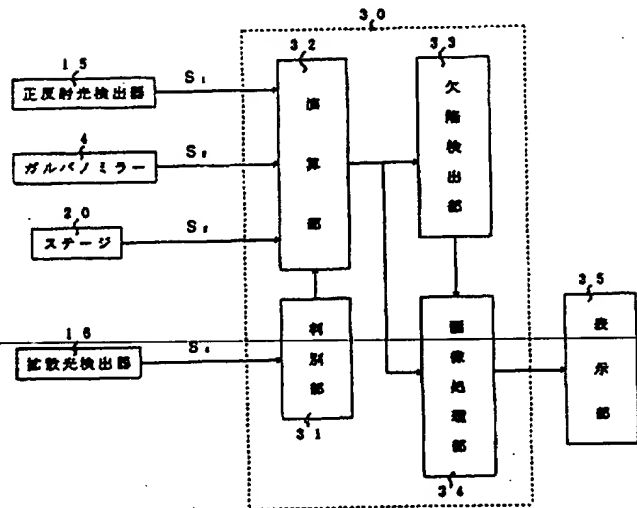 30
15
正反射光検出器
S₁
4
ガルバノミラー
S₂
20
ステージ
16
拡散光検出器
S₄
32
演算部
33
欠陥検出部
判別部
31
画像処理部
34
35
表示部